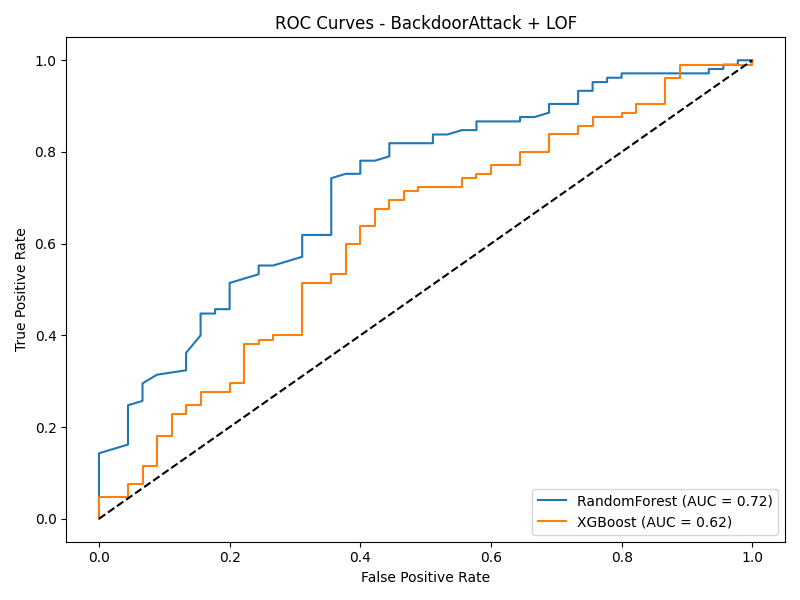 ROC Curves - BackdoorAttack + LOF
True Positive Rate
1.0
0.8
0.6
0.4
0.2
0.0
0.0 0.2 0.4 0.6 0.8 1.0
False Positive Rate
RandomForest (AUC = 0.72)
XGBoost (AUC = 0.62)